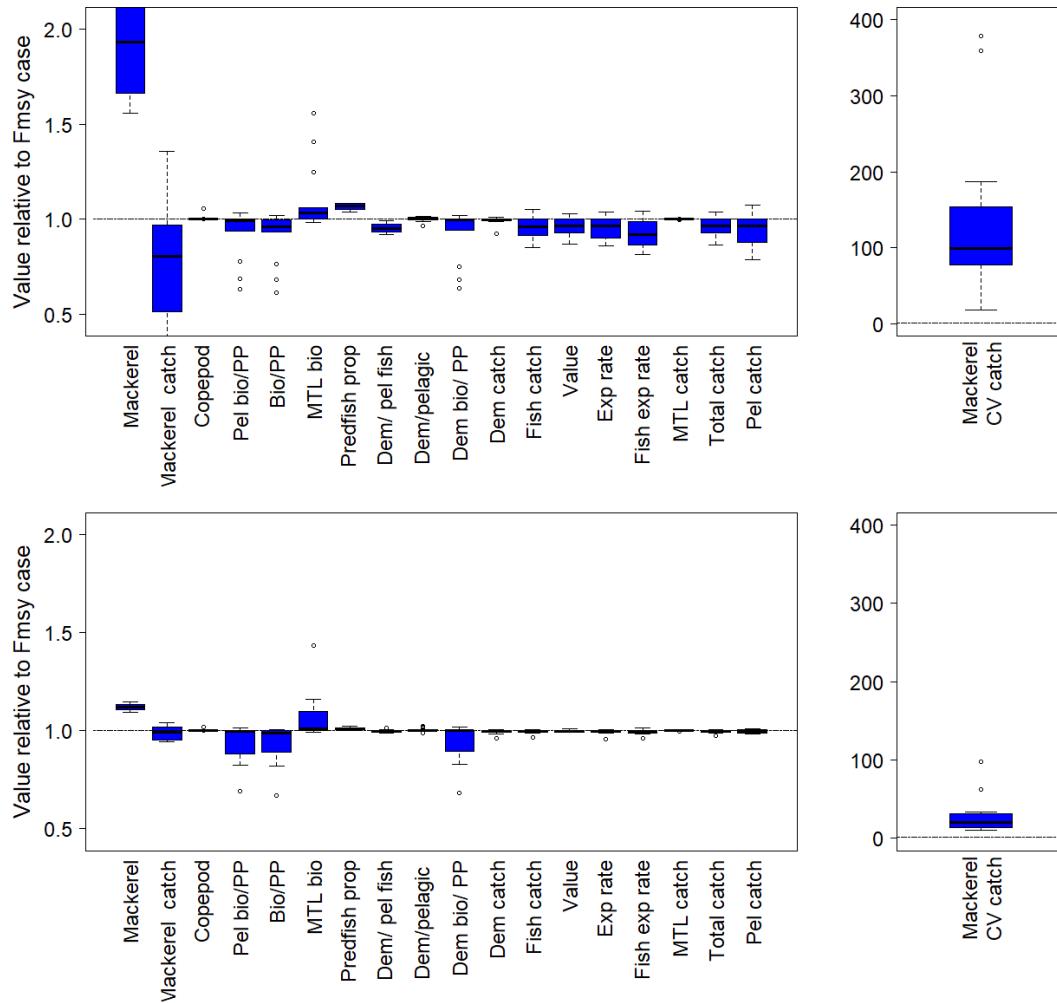 Value relative to Fmsy case
2.0
1.5
1.0
0.5
Mackerel
Mackerel catch
Copepod
Pel bio/PP
Bio/PP
MTL bio
Predfish prop
Dem/ pel fish
Dem/pelagic
Dem bio/ PP
Dem catch
Fish catch
Value
Exp rate
Fish exp rate
MTL catch
Total catch
Pel catch
400
300
200
100
0
Mackerel
CV catch
Value relative to Fmsy case
2.0
1.5
1.0
0.5
Mackerel
Mackerel catch
Copepod
Pel bio/PP
Bio/PP
MTL bio
Predfish prop
Dem/ pel fish
Dem/pelagic
Dem bio/ PP
Dem catch
Fish catch
Value
Exp rate
Fish exp rate
MTL catch
Total catch
Pel catch
400
300
200
100
0
Mackerel
CV catch